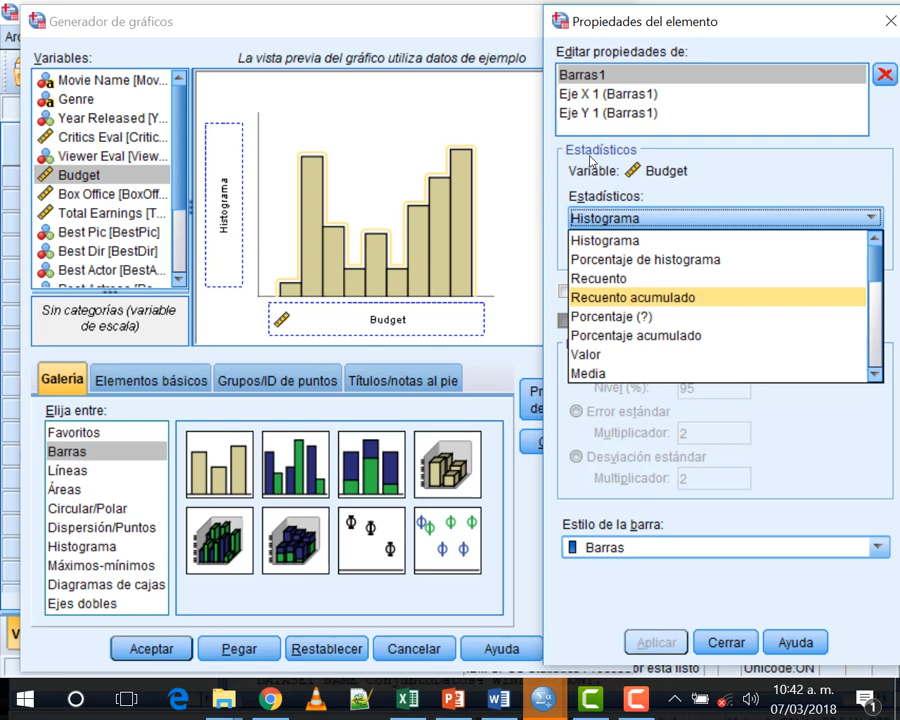 Generador de gráficos
Variables:
La vista previa del gráfico utiliza datos de ejemplo
Movie Name [Mov...
Genre
Year Released [Y...
Critics Eval [Critic...
Viewer Eval [View...
Budget
Box Office [BoxOff...
Total Earnings [T...
Best Pic [BestPic]
Best Dir [BestDir]
Best Actor [BestA...
Sin categorías (variable
de escala)
Histograma
Budget
Galería
Elementos básicos
Grupos/ID de puntos
Títulos/notas al pie
Elija entre:
Favoritos
Barras
Líneas
Áreas
Circular/Polar
Dispersión/Puntos
Histograma
Máximos-mínimos
Diagramas de cajas
Ejes dobles
Aceptar
Pegar
Restablecer
Cancelar
Ayuda
Propiedades del elemento
Editar propiedades de:
Barras1
Eje X 1 (Barras1)
Eje Y 1 (Barras1)
Estadísticos
Variable: Budget
Estadísticos:
Histograma
Histograma
Porcentaje de histograma
Recuento
Recuento acumulado
Porcentaje (?)
Porcentaje acumulado
Valor
Media
Nivel (%): 95
Error estándar
Multiplicador: 2
Desviación estándar
Multiplicador: 2
Estilo de la barra:
Barras
Aplicar
Cerrar
Ayuda
Unicode:ON
10:42 a. m.
07/03/2018
1